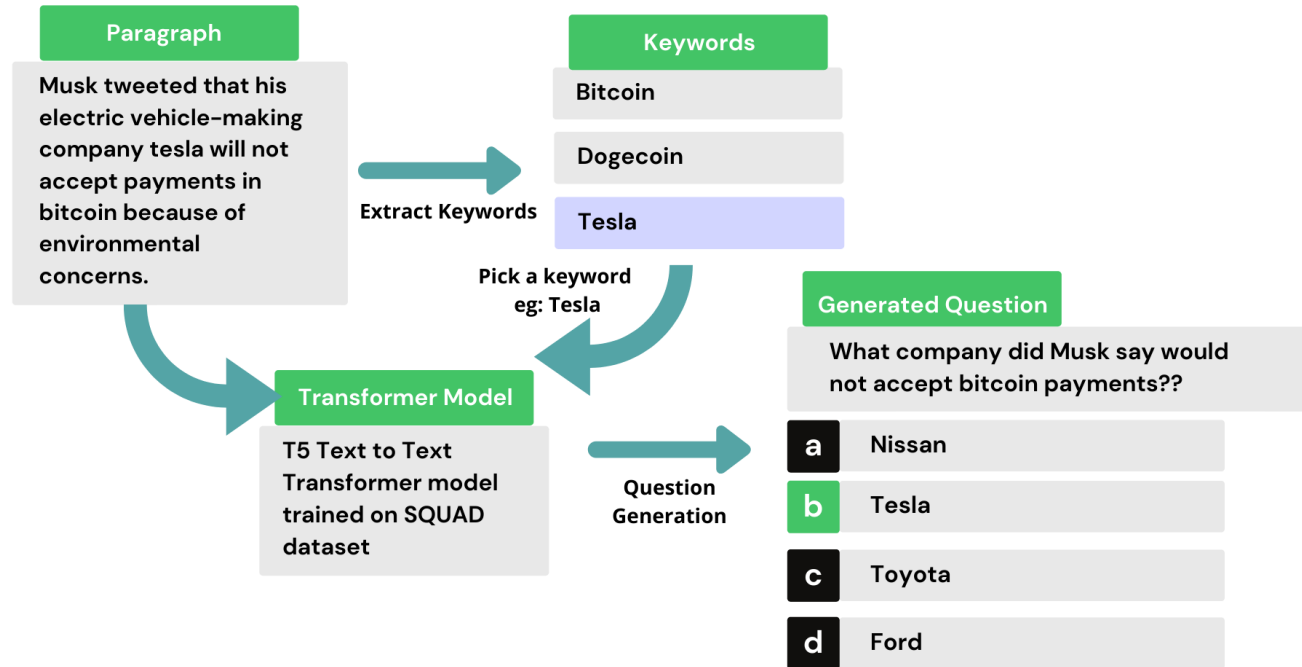 Paragraph
Musk tweeted that his
electric vehicle-making
company tesla will not
accept payments in
bitcoin because of
environmental
concerns.
Extract Keywords
Keywords
Bitcoin
Dogecoin
Tesla
Pick a keyword
eg: Tesla
Transformer Model
T5 Text to Text
Transformer model
trained on SQUAD
dataset
Question
Generation
Generated Question
What company did Musk say would
not accept bitcoin payments??
a Nissan
b Tesla
c Toyota
d Ford